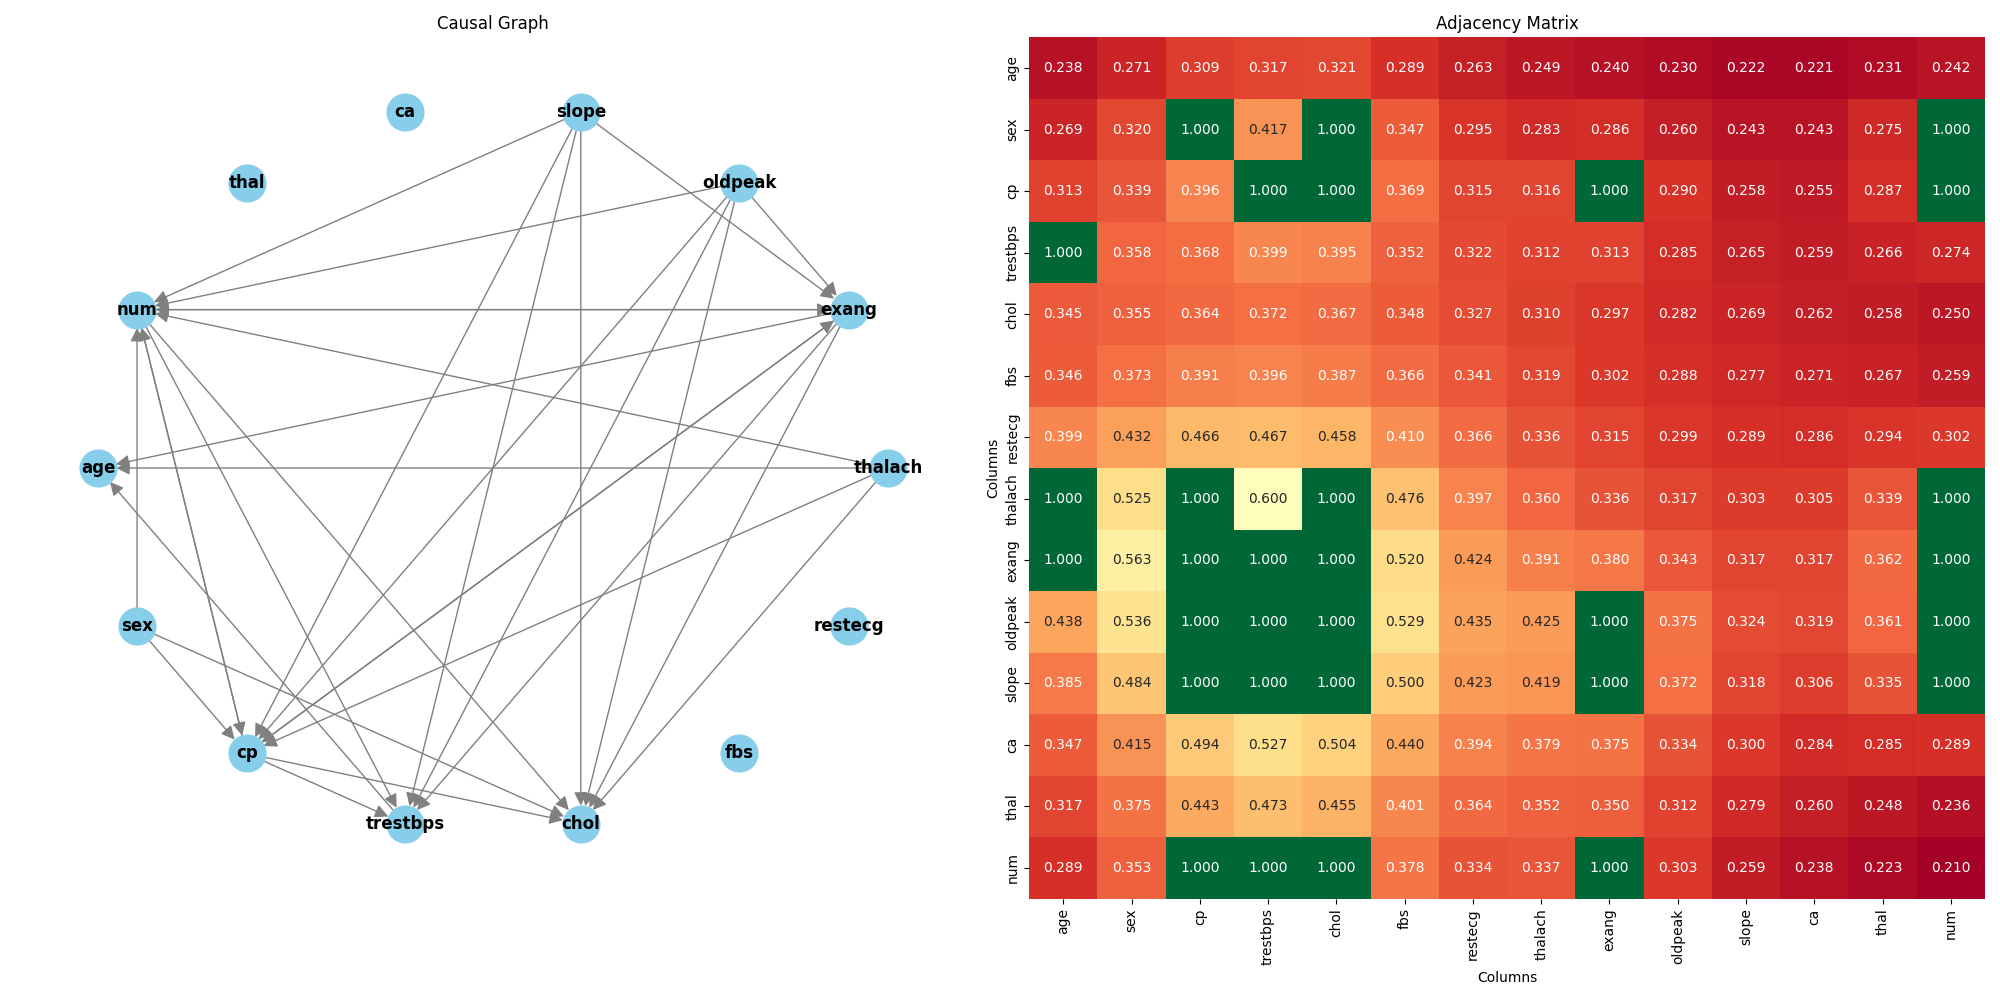 Causal Graph
ca
slope
thal
oldpeak
num
exang
age
thalach
sex
restecg
cp
fbs
trestbps
chol
Adjacency Matrix
Columns
age 0.238 0.271 0.309 0.317 0.321 0.289 0.263 0.249 0.240 0.230 0.222 0.221 0.231 0.242
sex 0.269 0.320 1.000 0.417 1.000 0.347 0.295 0.283 0.286 0.260 0.243 0.243 0.275 1.000
cp 0.313 0.339 0.396 1.000 1.000 0.369 0.315 0.316 1.000 0.290 0.258 0.255 0.287 1.000
trestbps 1.000 0.358 0.368 0.399 0.395 0.352 0.322 0.312 0.313 0.285 0.265 0.259 0.266 0.274
chol 0.345 0.355 0.364 0.372 0.367 0.348 0.327 0.310 0.297 0.282 0.269 0.262 0.258 0.250
fbs 0.346 0.373 0.391 0.396 0.387 0.366 0.341 0.319 0.302 0.288 0.277 0.271 0.267 0.259
restecg 0.399 0.432 0.466 0.467 0.458 0.410 0.366 0.336 0.315 0.299 0.289 0.286 0.294 0.302
thalach 1.000 0.525 1.000 0.600 1.000 0.476 0.397 0.360 0.336 0.317 0.303 0.305 0.339 1.000
exang 1.000 0.563 1.000 1.000 1.000 0.520 0.424 0.391 0.380 0.343 0.317 0.317 0.362 1.000
oldpeak 0.438 0.536 1.000 1.000 1.000 0.529 0.435 0.425 1.000 0.375 0.324 0.319 0.361 1.000
slope 0.385 0.484 1.000 1.000 1.000 0.500 0.423 0.419 1.000 0.372 0.318 0.306 0.335 1.000
ca 0.347 0.415 0.494 0.527 0.504 0.440 0.394 0.379 0.375 0.334 0.300 0.284 0.285 0.289
thal 0.317 0.375 0.443 0.473 0.455 0.401 0.364 0.352 0.350 0.312 0.279 0.260 0.248 0.236
num 0.289 0.353 1.000 1.000 1.000 0.378 0.334 0.337 1.000 0.303 0.259 0.238 0.223 0.210
age sex cp trestbps chol fbs restecg thalach exang oldpeak slope ca thal num
Columns